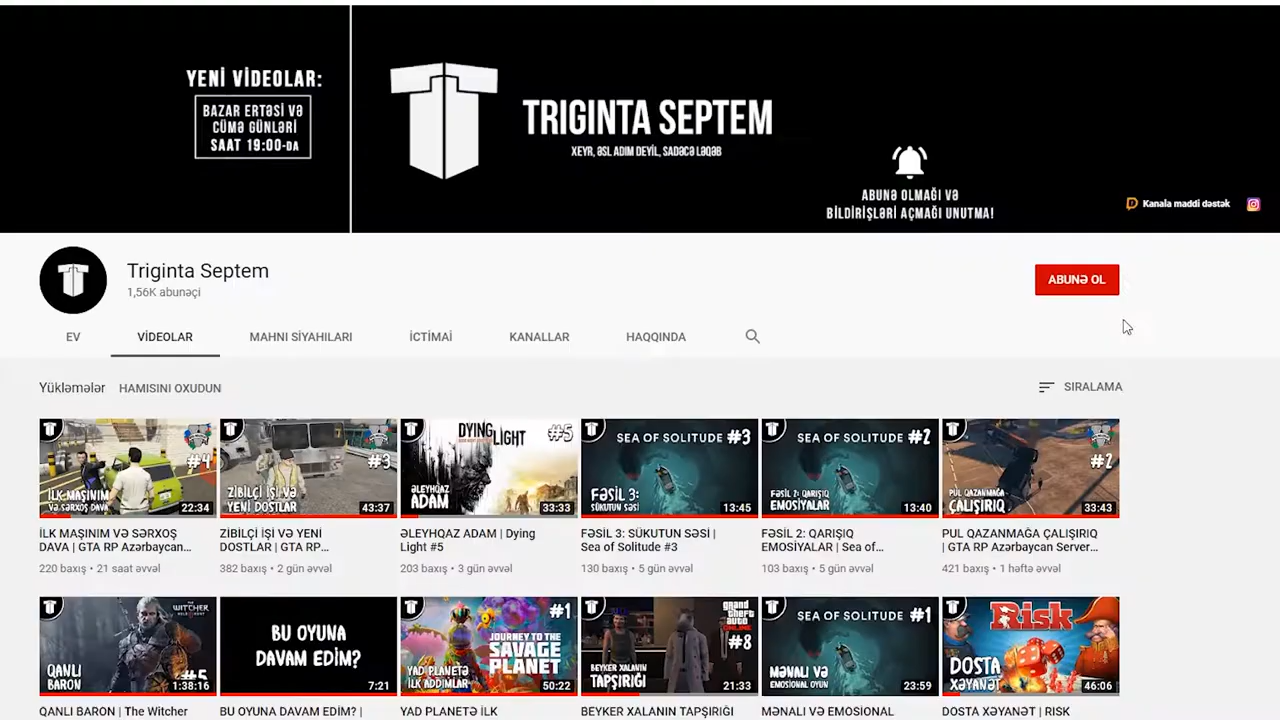 YENİ VİDEOLAR:
BAZAR ERTƏSİ VƏ
CÜMƏ GÜNLƏRİ
SAAT 19:00-DA
TRIGINTA SEPTEM
XEYR, ƏSL ADIM DEYİL, SADƏCƏ LƏQƏB
ABUNƏ OLMAĞI VƏ
BİLDİRİŞLƏRİ AÇMAĞI UNUTMA!
Kanala maddi dəstək
Triginta Septem
1,56K abunəçi
ABUNƏ OL
EV VİDEOLAR MAHNI SİYAHILARI İCTİMAİ KANALLAR HAQQINDA
Yükləmələr HAMISINI OXUDUN
SIRALAMA
#4
İLK MAŞINIM
VƏ SƏRXOŞ DAVA
22:34
İLK MAŞINIM VƏ SƏRXOŞ
DAVA | GTA RP Azərbaycan...
220 baxış • 21 saat əvvəl
#3
ZİBİLÇİ İŞİ VƏ
YENİ DOSTLAR
43:37
ZİBİLÇİ İŞİ VƏ YENİ
DOSTLAR | GTA RP...
382 baxış • 2 gün əvvəl
DYING LIGHT
#5
ƏLEYHQAZ
ADAM
33:33
ƏLEYHQAZ ADAM | Dying
Light #5
203 baxış • 3 gün əvvəl
SEA OF SOLITUDE #3
FƏSİL 3:
SÜKUTUN SƏSİ
13:45
FƏSİL 3: SÜKUTUN SƏSİ |
Sea of Solitude #3
130 baxış • 5 gün əvvəl
SEA OF SOLITUDE #2
FƏSİL 2: QARIŞIQ
EMOSİYALAR
13:40
FƏSİL 2: QARIŞIQ
EMOSİYALAR | Sea of...
103 baxış • 5 gün əvvəl
#2
PUL QAZANMAĞA
ÇALIŞIRIQ
33:43
PUL QAZANMAĞA ÇALIŞIRIQ
| GTA RP Azərbaycan Server...
421 baxış • 1 həftə əvvəl
THE WITCHER
WILD HUNT
#5
QANLI
BARON
1:38:16
QANLI BARON | The Witcher
BU OYUNA
DAVAM EDİM?
7:21
BU OYUNA DAVAM EDİM? |
#1
JOURNEY TO THE
SAVAGE
PLANET
YAD PLANETƏ
İLK ADDIMLAR
50:22
YAD PLANETƏ İLK
grand
theft
auto
ONLINE
#8
BEYKER XALANIN
TAPŞIRIĞI
21:33
BEYKER XALANIN TAPŞIRIĞI
SEA OF SOLITUDE #1
MƏNALI VƏ
EMOSIONAL OYUN
23:59
MƏNALI VƏ EMOSİONAL
RISK
DOSTA
XƏYANƏT
46:06
DOSTA XƏYANƏT | RISK